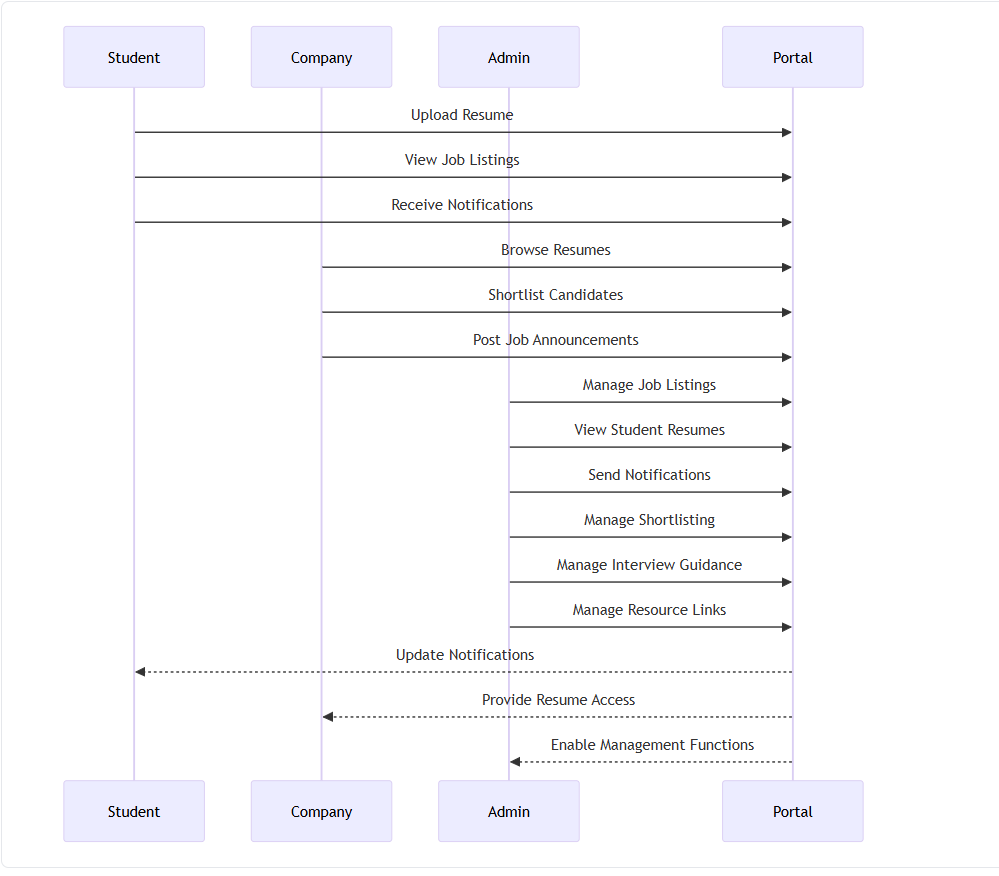 Student Company Admin Portal
Upload Resume
View Job Listings
Receive Notifications
Browse Resumes
Shortlist Candidates
Post Job Announcements
Manage Job Listings
View Student Resumes
Send Notifications
Manage Shortlisting
Manage Interview Guidance
Manage Resource Links
Update Notifications
Provide Resume Access
Enable Management Functions
Student Company Admin Portal